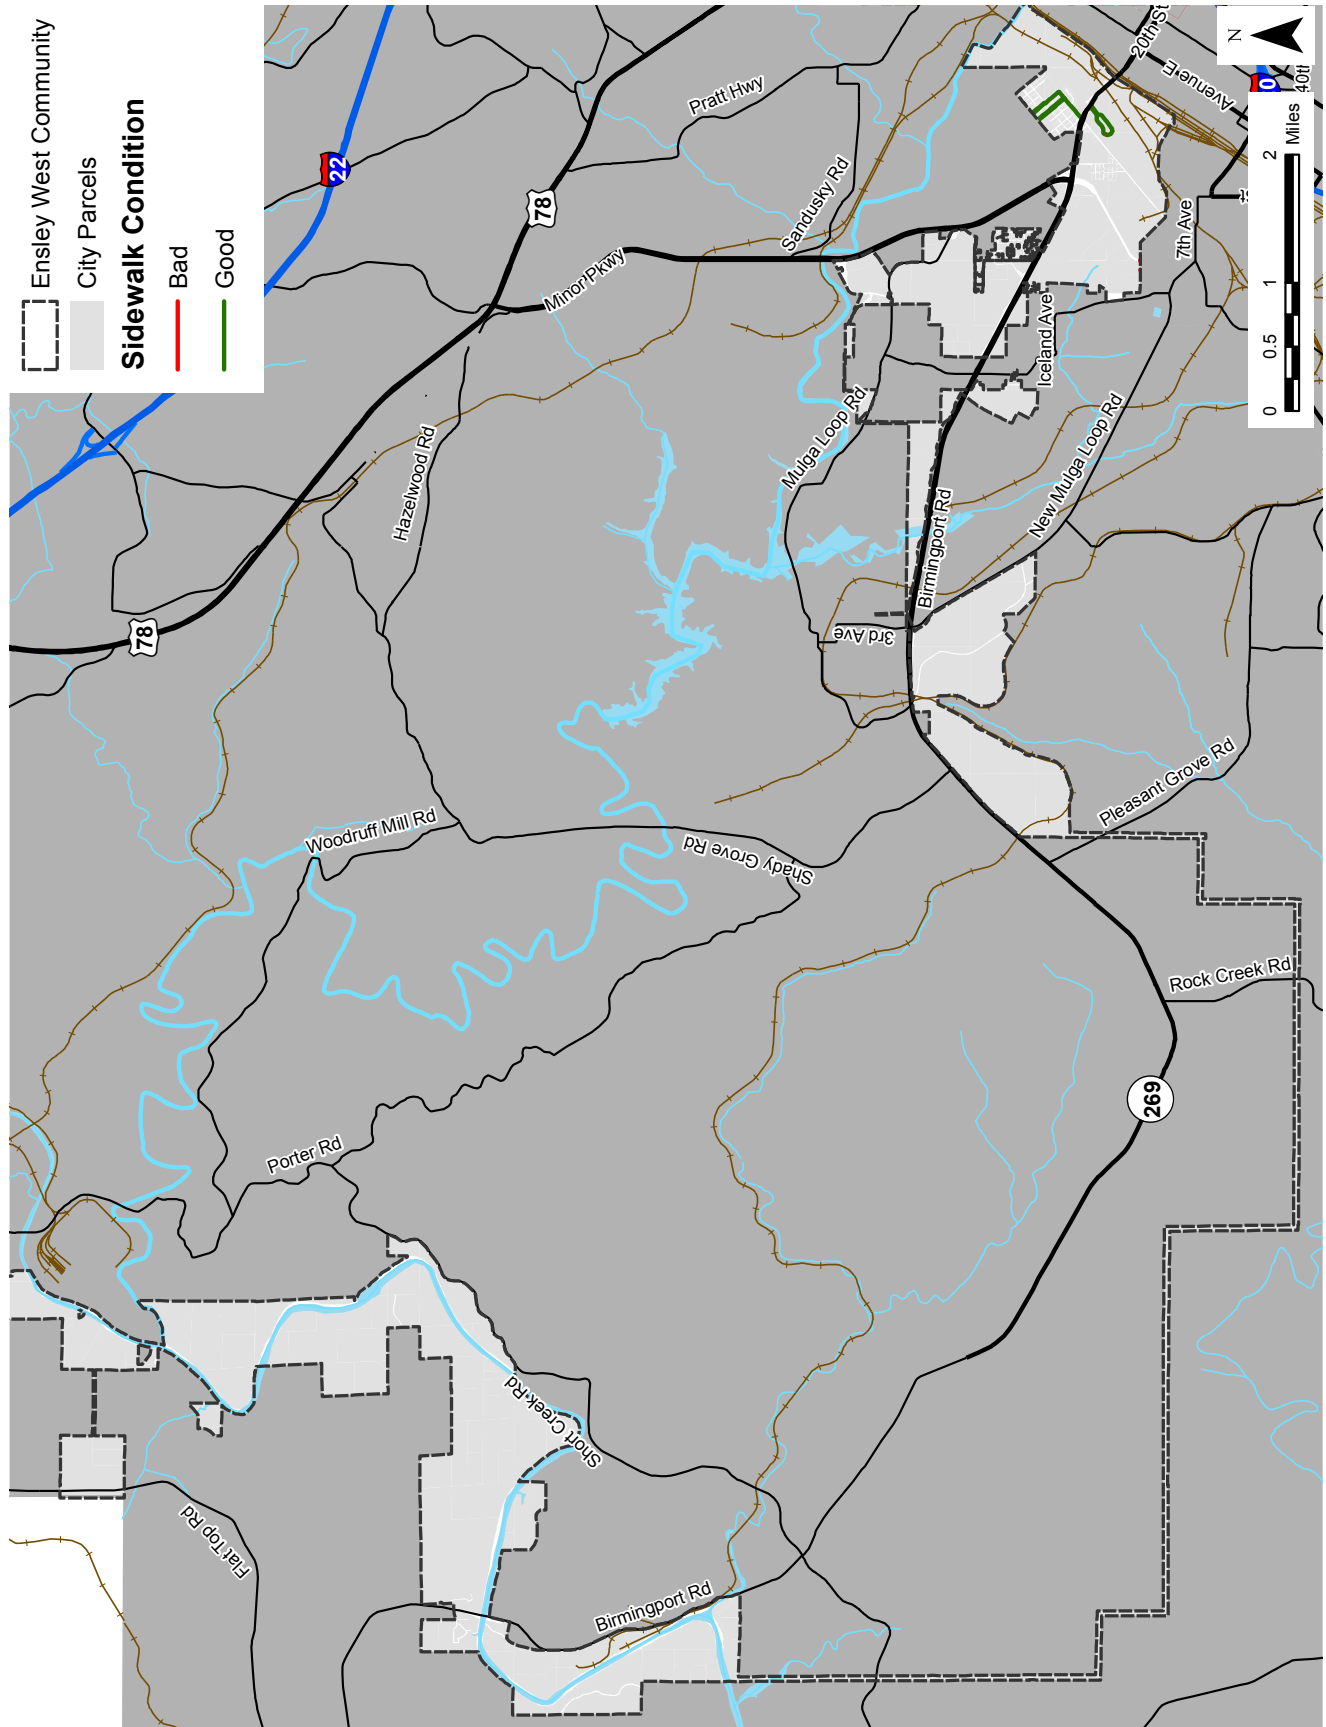 Ensley West Community
City Parcels
Sidewalk Condition
Bad
Good
22
78
78
Pratt Hwy
Sandusky Rd
Minor Pkwy
Hazelwood Rd
Mulga Loop Rd
Birmingport Rd
Iceland Ave
New Mulga Loop Rd
7th Ave
20th St
Avenue E
40th
0
N
0
0.5
1
2
Miles
3rd Ave
Woodruff Mill Rd
Shady Grove Rd
Pleasant Grove Rd
Rock Creek Rd
269
Porter Rd
Short Creek Rd
Flat Top Rd
Birmingport Rd